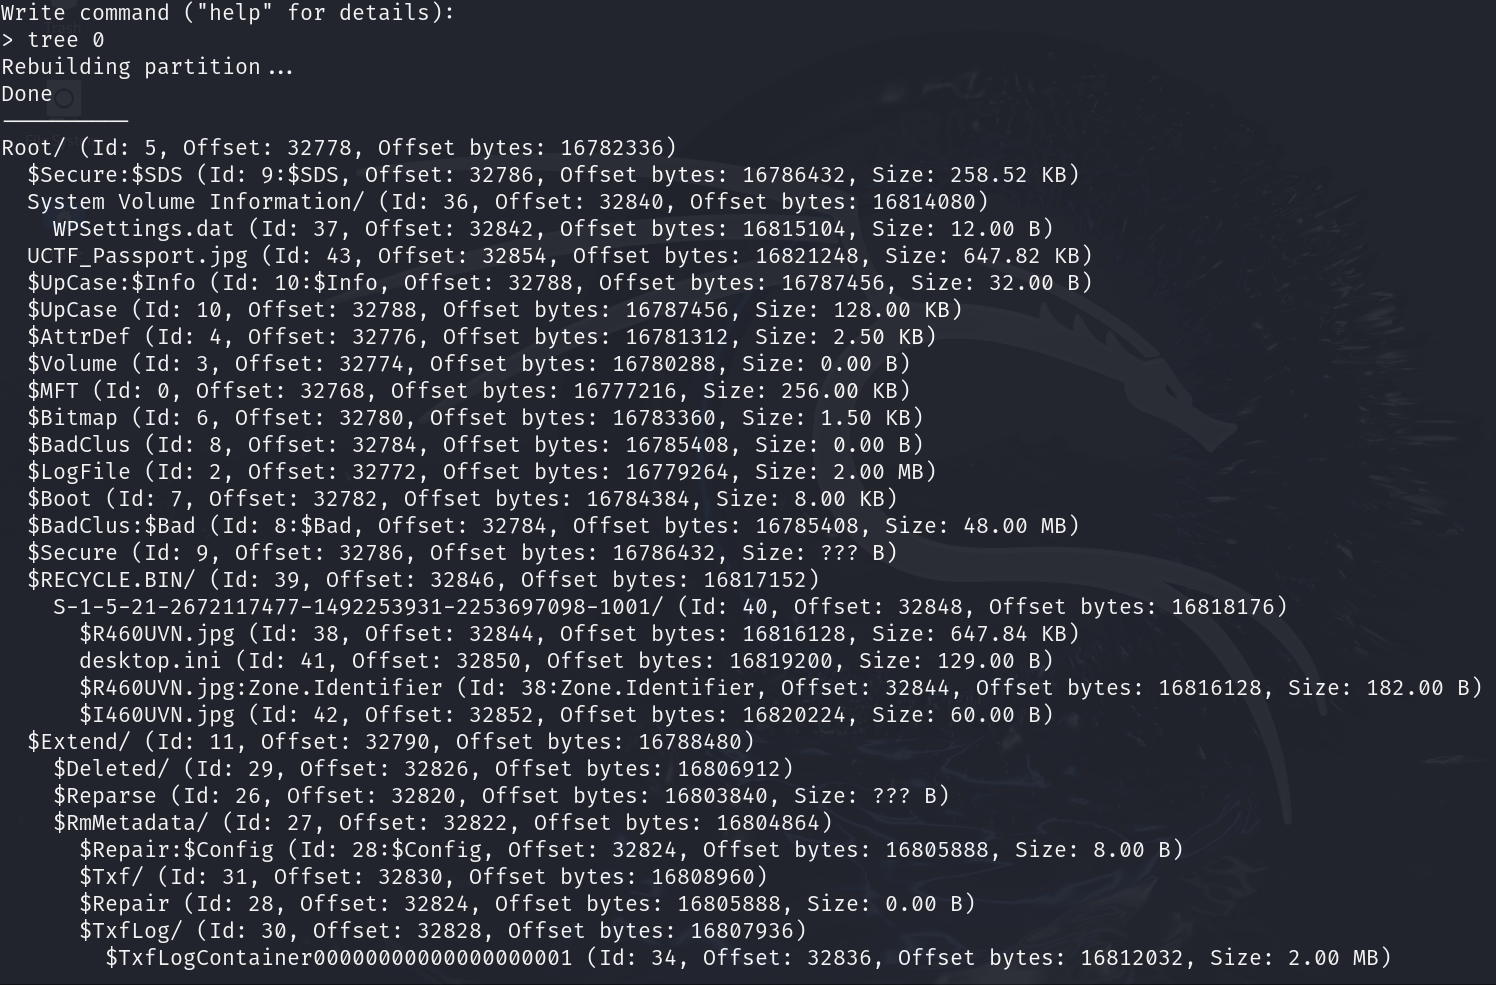 Write command ("help" for details):
> tree 0
Rebuilding partition...
Done
----------
Root/ (Id: 5, Offset: 32778, Offset bytes: 16782336)
$Secure:$SDS (Id: 9:$SDS, Offset: 32786, Offset bytes: 16786432, Size: 258.52 KB)
System Volume Information/ (Id: 36, Offset: 32840, Offset bytes: 16814080)
WPSettings.dat (Id: 37, Offset: 32842, Offset bytes: 16815104, Size: 12.00 B)
UCTF_Passport.jpg (Id: 43, Offset: 32854, Offset bytes: 16821248, Size: 647.82 KB)
$UpCase:$Info (Id: 10:$Info, Offset: 32788, Offset bytes: 16787456, Size: 32.00 B)
$UpCase (Id: 10, Offset: 32788, Offset bytes: 16787456, Size: 128.00 KB)
$AttrDef (Id: 4, Offset: 32776, Offset bytes: 16781312, Size: 2.50 KB)
$Volume (Id: 3, Offset: 32774, Offset bytes: 16780288, Size: 0.00 B)
$MFT (Id: 0, Offset: 32768, Offset bytes: 16777216, Size: 256.00 KB)
$Bitmap (Id: 6, Offset: 32780, Offset bytes: 16783360, Size: 1.50 KB)
$BadClus (Id: 8, Offset: 32784, Offset bytes: 16785408, Size: 0.00 B)
$LogFile (Id: 2, Offset: 32772, Offset bytes: 16779264, Size: 2.00 MB)
$Boot (Id: 7, Offset: 32782, Offset bytes: 16784384, Size: 8.00 KB)
$BadClus:$Bad (Id: 8:$Bad, Offset: 32784, Offset bytes: 16785408, Size: 48.00 MB)
$Secure (Id: 9, Offset: 32786, Offset bytes: 16786432, Size: ??? B)
$RECYCLE.BIN/ (Id: 39, Offset: 32846, Offset bytes: 16817152)
S-1-5-21-2672117477-1492253931-2253697098-1001/ (Id: 40, Offset: 32848, Offset bytes: 16818176)
$R460UVN.jpg (Id: 38, Offset: 32844, Offset bytes: 16816128, Size: 647.84 KB)
desktop.ini (Id: 41, Offset: 32850, Offset bytes: 16819200, Size: 129.00 B)
$R460UVN.jpg:Zone.Identifier (Id: 38:Zone.Identifier, Offset: 32844, Offset bytes: 16816128, Size: 182.00 B)
$I460UVN.jpg (Id: 42, Offset: 32852, Offset bytes: 16820224, Size: 60.00 B)
$Extend/ (Id: 11, Offset: 32790, Offset bytes: 16788480)
$Deleted/ (Id: 29, Offset: 32826, Offset bytes: 16806912)
$Reparse (Id: 26, Offset: 32820, Offset bytes: 16803840, Size: ??? B)
$RmMetadata/ (Id: 27, Offset: 32822, Offset bytes: 16804864)
$Repair:$Config (Id: 28:$Config, Offset: 32824, Offset bytes: 16805888, Size: 8.00 B)
$Txf/ (Id: 31, Offset: 32830, Offset bytes: 16808960)
$Repair (Id: 28, Offset: 32824, Offset bytes: 16805888, Size: 0.00 B)
$TxfLog/ (Id: 30, Offset: 32828, Offset bytes: 16807936)
$TxfLogContainer00000000000000000001 (Id: 34, Offset: 32836, Offset bytes: 16812032, Size: 2.00 MB)